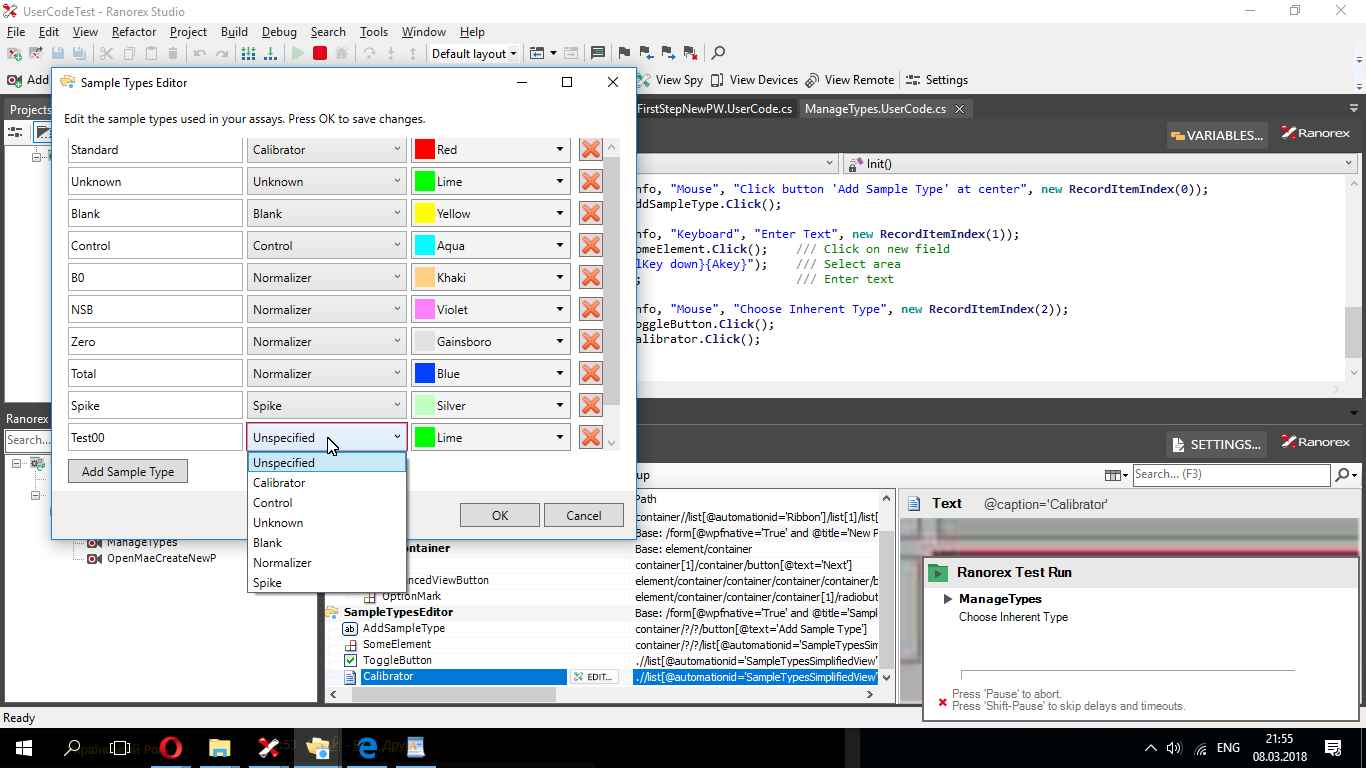 UserCodeTest - Ranorex Studio
File Edit View Refactor Project Build Debug Search Tools Window Help
Default layout
Add
View Spy View Devices View Remote Settings
Sample Types Editor
Projects
FirstStepNewPW.UserCode.cs ManageTypes.UserCode.cs
Edit the sample types used in your assays. Press OK to save changes.
VARIABLES... Ranorex
Init()
Standard Calibrator Red
Unknown Unknown Lime
Blank Blank Yellow
Control Control Aqua
B0 Normalizer Khaki
NSB Normalizer Violet
Zero Normalizer Gainsboro
Total Normalizer Blue
Spike Spike Silver
Test00 Unspecified Lime
Add Sample Type
Unspecified
Calibrator
Control
Unknown
Blank
Normalizer
Spike
OK Cancel
nfo, "Mouse", "Click button 'Add Sample Type' at center", new RecordItemIndex(0));
ddSampleType.Click();
nfo, "Keyboard", "Enter Text", new RecordItemIndex(1));
omeElement.Click(); /// Click on new field
lKey down}{Akey}"); /// Select area
; /// Enter text
nfo, "Mouse", "Choose Inherent Type", new RecordItemIndex(2));
oggleButton.Click();
alibrator.Click();
Ranorex
Search...
SETTINGS... Ranorex
up
Search... (F3)
Path
container//list[@automationid='Ribbon']/list[1]/list[
Base: /form[@wpfnative='True' and @title='New P
ontainer Base: element/container
container[1]/container/button[@text='Next']
ncedViewButton element/container/container/container/container/b
OptionMark element/container/container/container[1]/radiobut
SampleTypesEditor Base: /form[@wpfnative='True' and @title='Sampl
AddSampleType container/?/?/button[@text='Add Sample Type']
SomeElement container/?/?/list[@automationid='SampleTypesSim
ToggleButton .//list[@automationid='SampleTypesSimplifiedView'
Calibrator EDIT... .//list[@automationid='SampleTypesSimplifiedView'
ManageTypes
OpenMaeCreateNewP
Text @caption='Calibrator'
Ranorex Test Run
ManageTypes
Choose Inherent Type
Press 'Pause' to abort.
Press 'Shift-Pause' to skip delays and timeouts.
Ready
ENG
21:55
08.03.2018